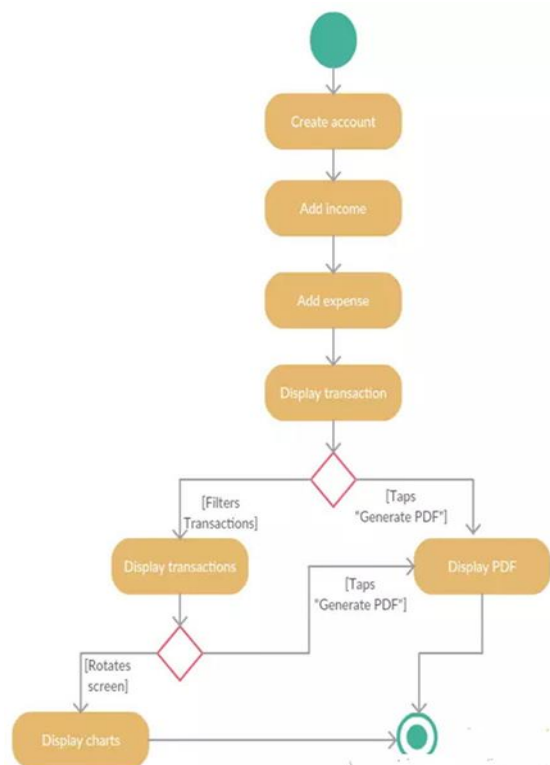 Create account
Add income
Add expense
Display transaction
[Filters
Transactions]
[Taps
"Generate PDF"]
Display transactions
Display PDF
[Taps
"Generate PDF"]
[Rotates
screen]
Display charts